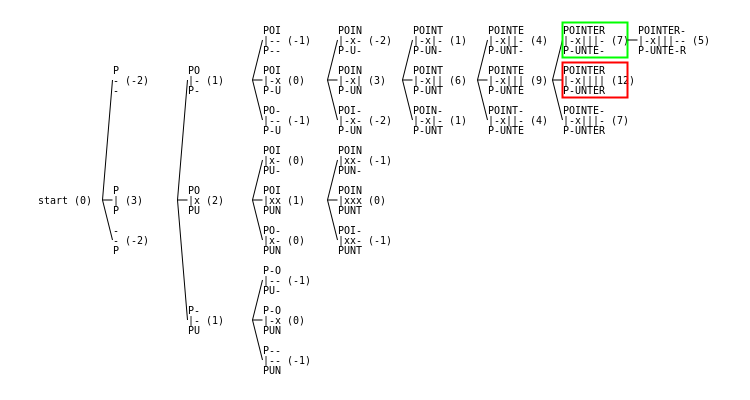 POI POIN POINT POINTE POINTER POINTER-
|-- (-1) |-x- (-2) |-x|- (1) |-x||- (4) |-x|||- (7) |-x|||-- (5)
P-- P-U- P-UN- P-UNT- P-UNTE- P-UNTE-R
P PO POI POIN POINT POINTE POINTER
- (-2) |- (1) |-x (0) |-x| (3) |-x|| (6) |-x||| (9) |-x|||| (12)
- P- P-U P-UN P-UNT P-UNTE P-UNTER
PO- POI- POIN- POINT- POINTE-
|-- (-1) |-x- (-2) |-x|- (1) |-x||- (4) |-x|||- (7)
P-U P-UN P-UNT P-UNTE P-UNTER
POI POIN
|x- (0) |xx- (-1)
PU- PUN-
P PO POI POIN
start (0) | (3) |x (2) |xx (1) |xxx (0)
P PU PUN PUNT
- PO- POI-
- (-2) |x- (0) |xx- (-1)
P PUN PUNT
P-O
|-- (-1)
PU-
P- P-O
|- (1) |-x (0)
PU PUN
P--
|-- (-1)
PUN